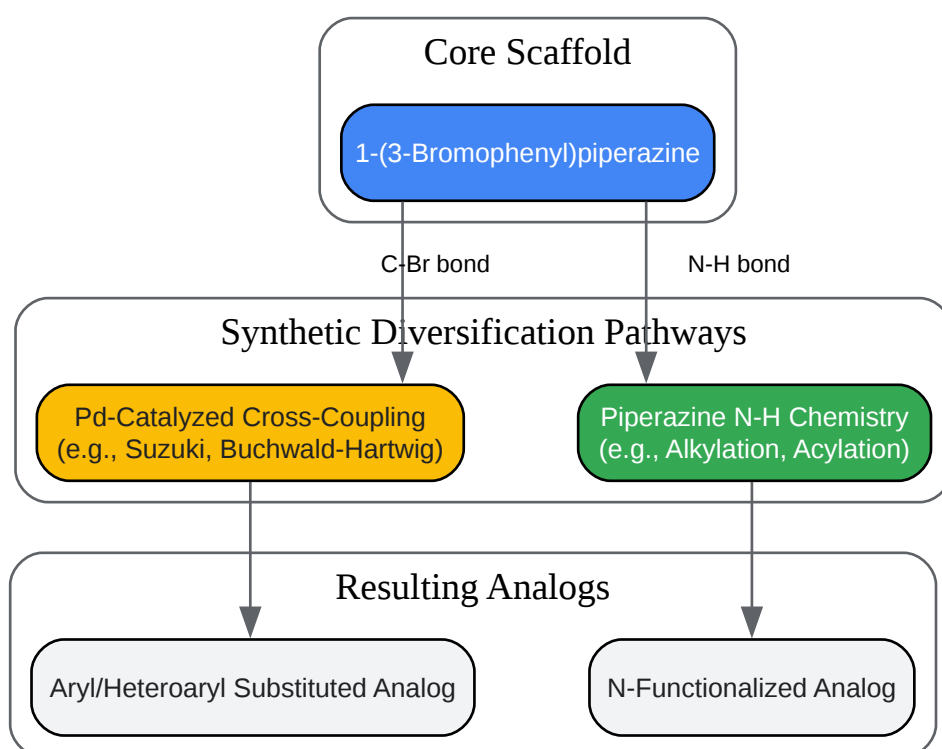 Core Scaffold
1-(3-Bromophenyl)piperazine
C-Br bond
N-H bond
Synthetic Diversification Pathways
Pd-Catalyzed Cross-Coupling
(e.g., Suzuki, Buchwald-Hartwig)
Piperazine N-H Chemistry
(e.g., Alkylation, Acylation)
Resulting Analogs
Aryl/Heteroaryl Substituted Analog
N-Functionalized Analog